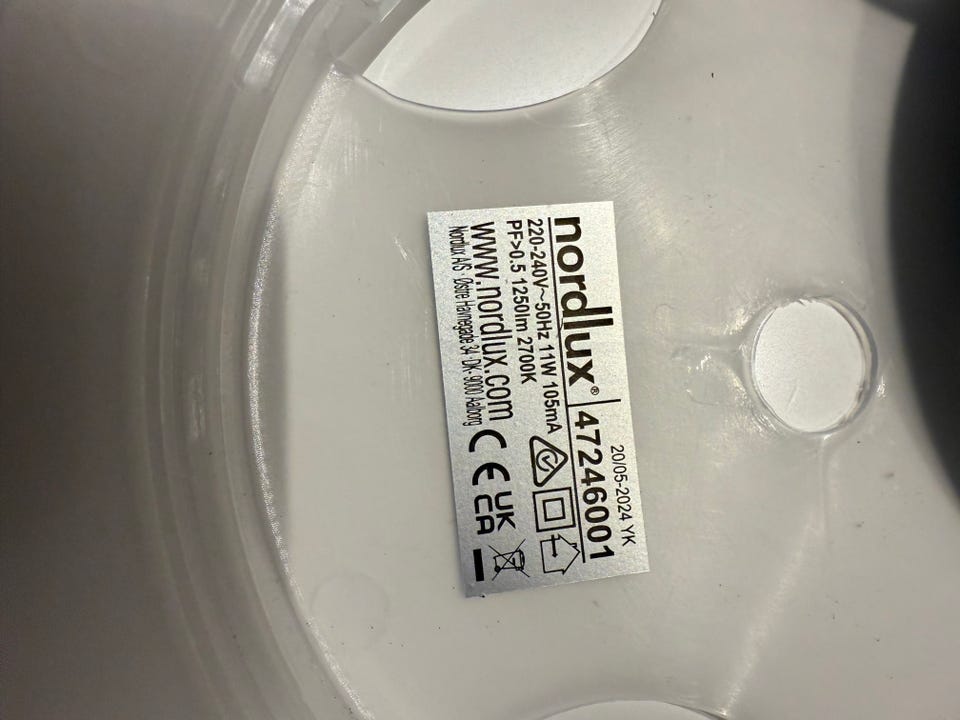 20/05-2024 YK
nordlux® 47246001
220-240V~50Hz 11W 105mA
PF>0.5 1250lm 2700K
www.nordlux.com CE UK CA
Nordlux A/S · Østre Havnegade 34 · DK- 9000 Aalborg